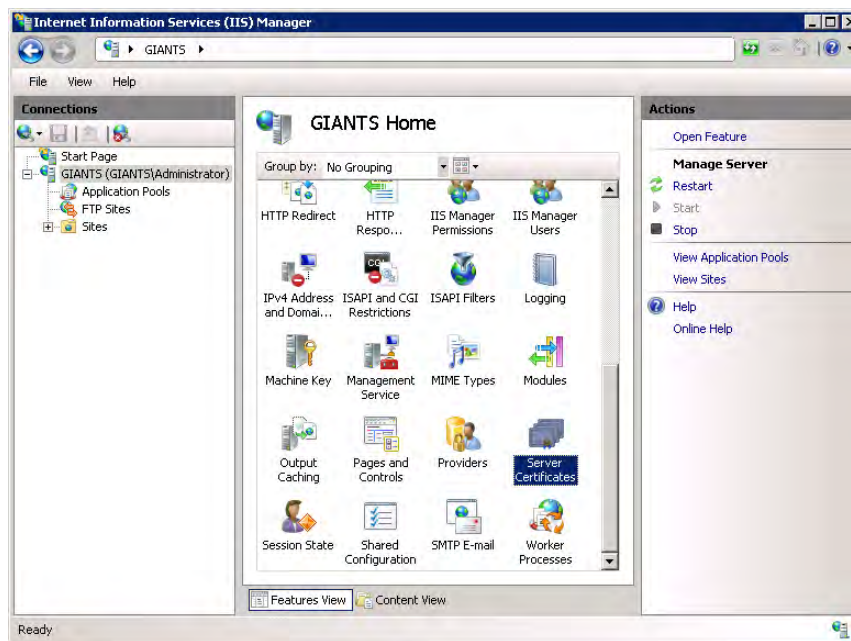 Internet Information Services (IIS) Manager
GIANTS
File View Help
Connections
Start Page
GIANTS (GIANTS\Administrator)
Application Pools
FTP Sites
Sites
GIANTS Home
Group by: No Grouping
HTTP Redirect
HTTP
Respo...
IIS Manager
Permissions
IIS Manager
Users
IPv4 Address
and Domai...
ISAPI and CGI
Restrictions
ISAPI Filters
Logging
Machine Key
Management
Service
MIME Types
Modules
Output
Caching
Pages and
Controls
Providers
Server
Certificates
Session State
Shared
Configuration
SMTP E-mail
Worker
Processes
Features View
Content View
Actions
Open Feature
Manage Server
Restart
Start
Stop
View Application Pools
View Sites
Help
Online Help
Ready